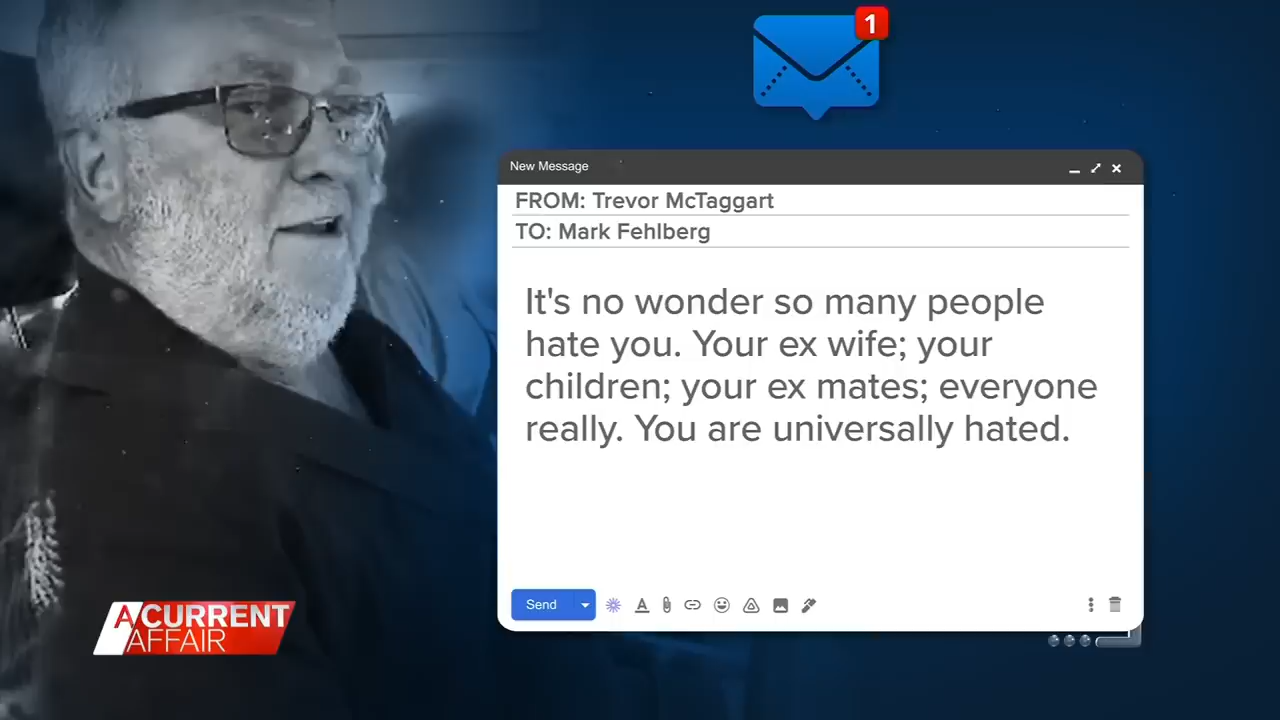 1
New Message
FROM: Trevor McTaggart
TO: Mark Fehlberg
It's no wonder so many people
hate you. Your ex wife; your
children; your ex mates; everyone
really. You are universally hated.
Send
A CURRENT
AFFAIR